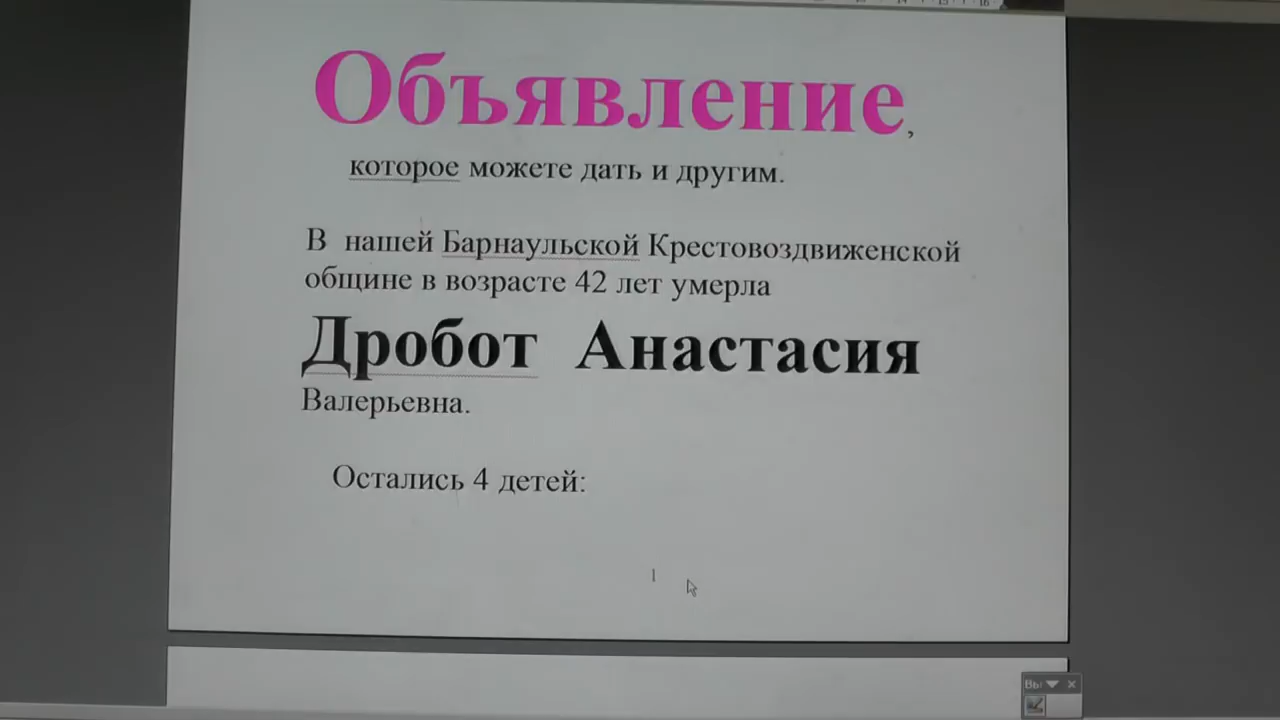 Объявление,
которое можете дать и другим.
В нашей Барнаульской Крестовоздвиженской
общине в возрасте 42 лет умерла
Дробот Анастасия
Валерьевна.
Остались 4 детей:
1